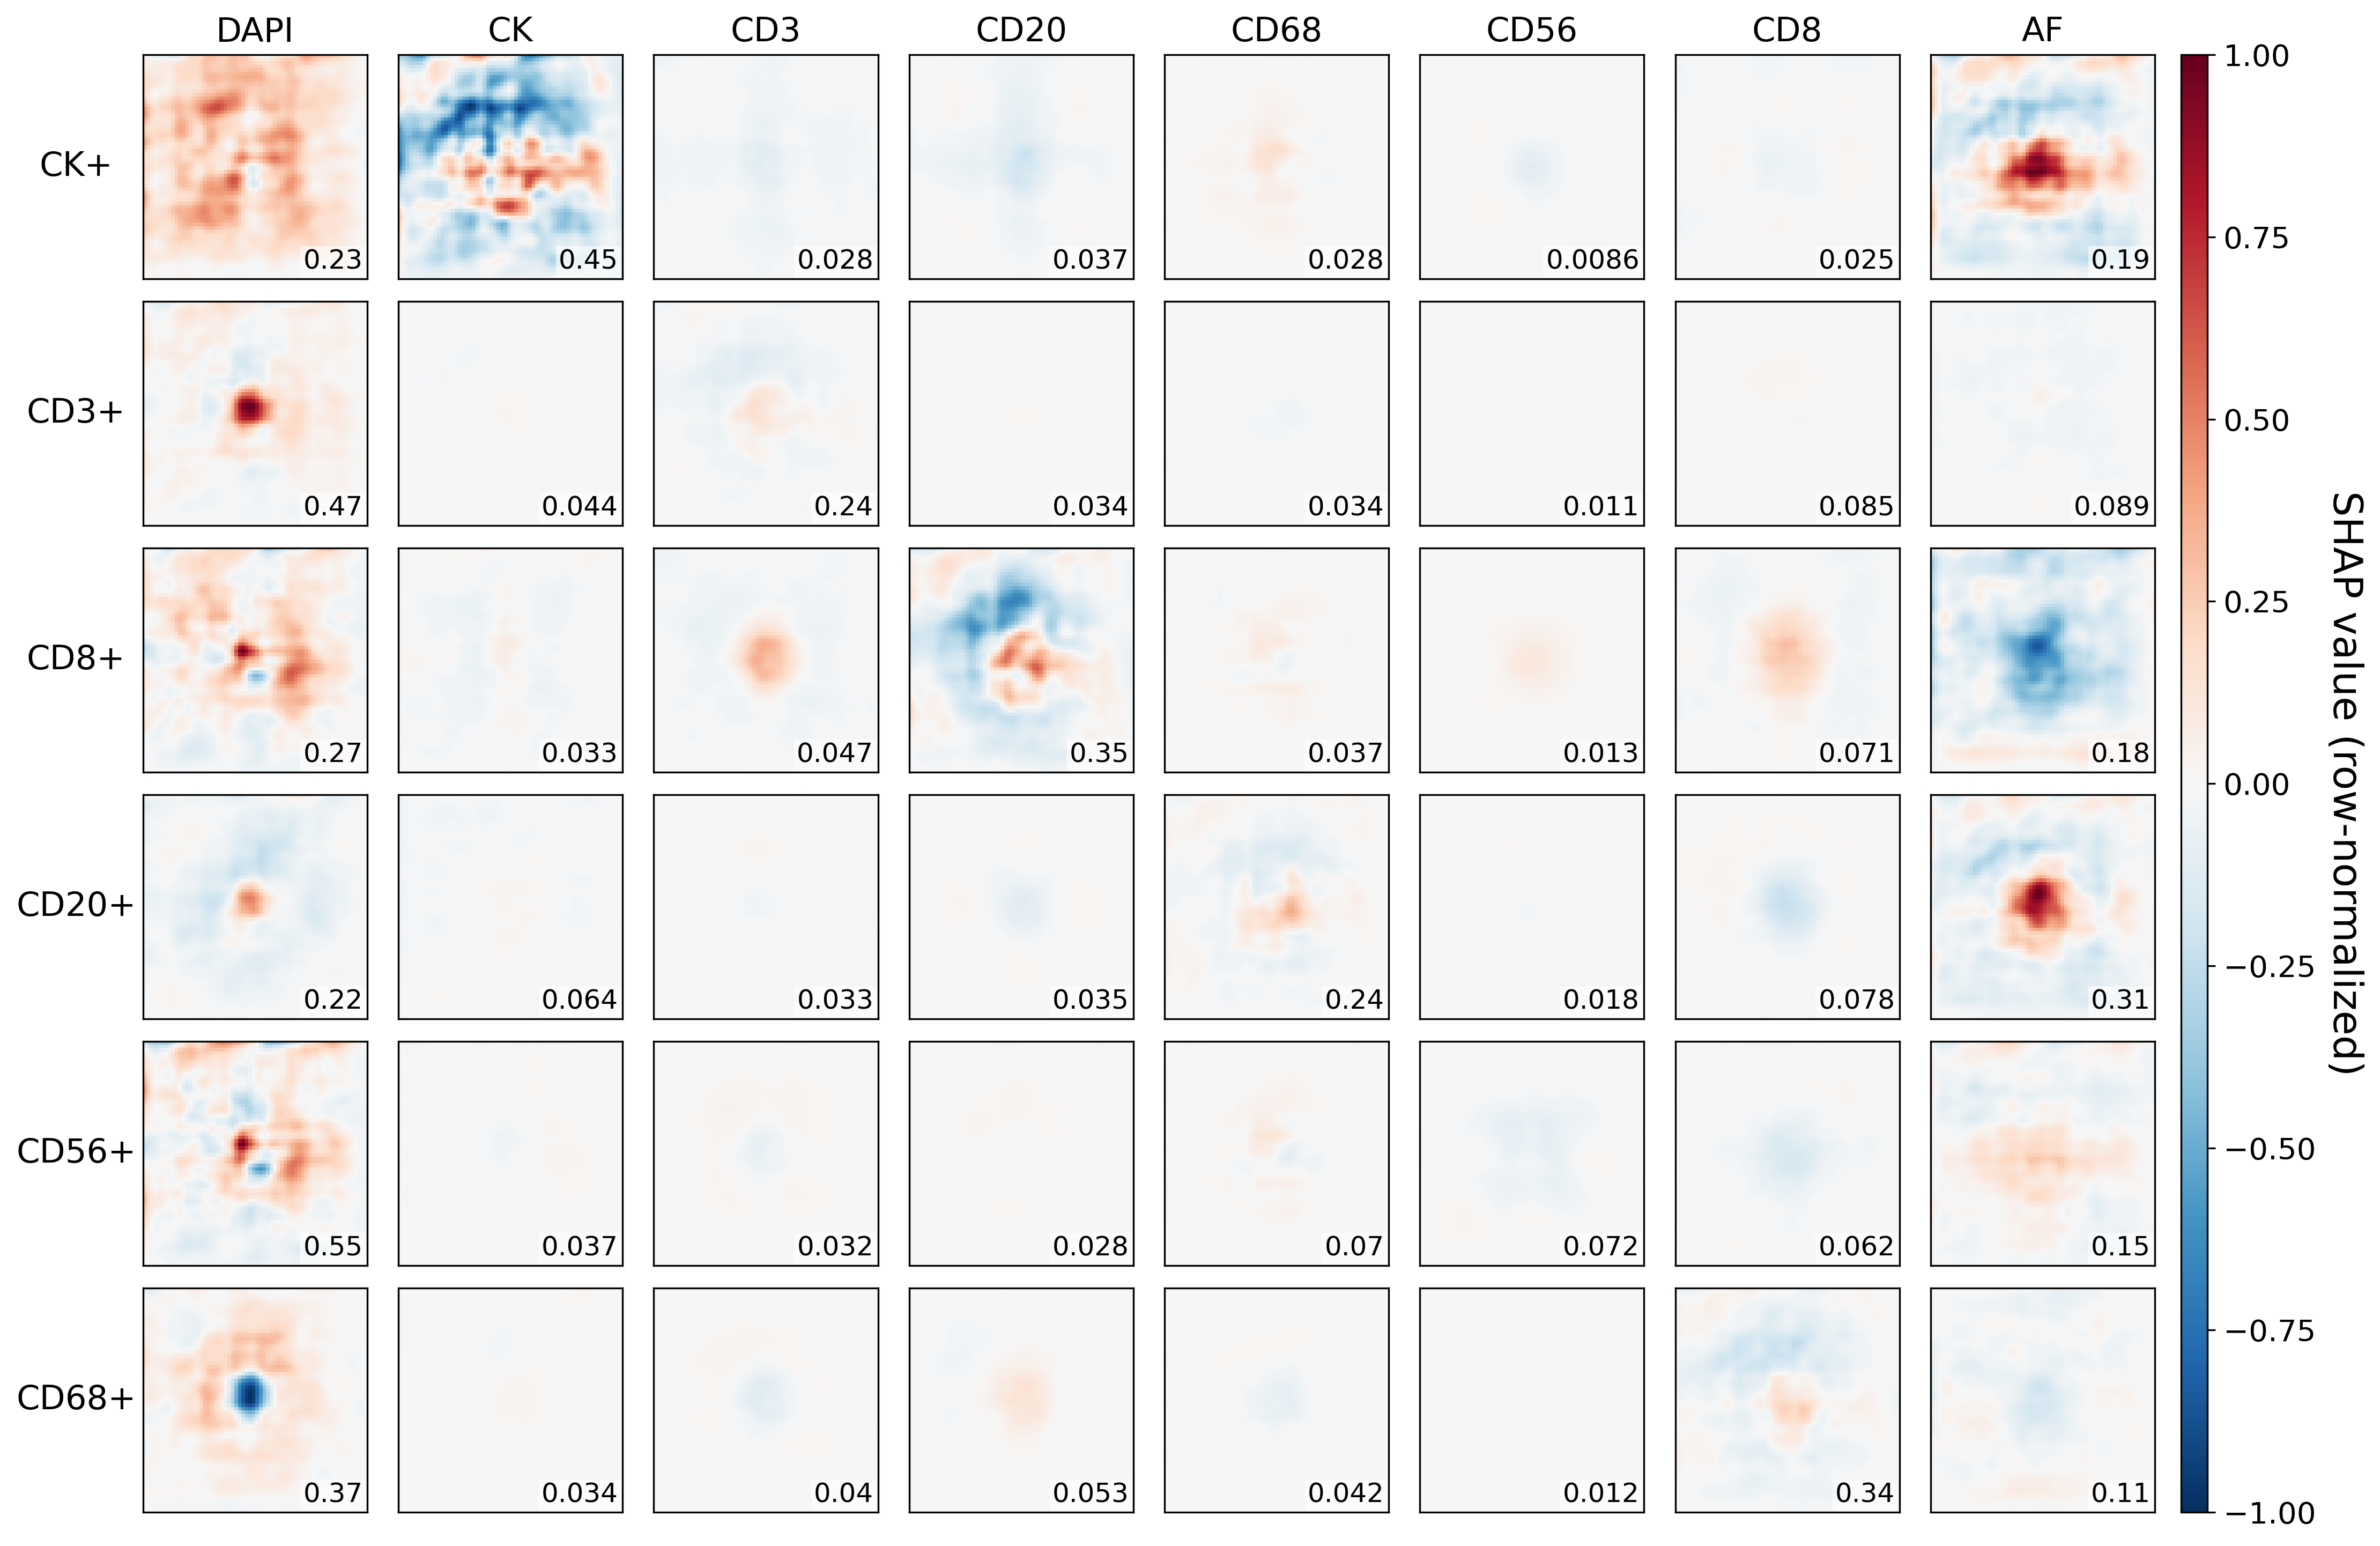 DAPI CK CD3 CD20 CD68 CD56 CD8 AF
CK+ 0.23 0.45 0.028 0.037 0.028 0.0086 0.025 0.19
CD3+ 0.47 0.044 0.24 0.034 0.034 0.011 0.085 0.089
CD8+ 0.27 0.033 0.047 0.35 0.037 0.013 0.071 0.18
CD20+ 0.22 0.064 0.033 0.035 0.24 0.018 0.078 0.31
CD56+ 0.55 0.037 0.032 0.028 0.07 0.072 0.062 0.15
CD68+ 0.37 0.034 0.04 0.053 0.042 0.012 0.34 0.11
1.00
0.75
0.50
0.25
0.00
−0.25
−0.50
−0.75
−1.00
SHAP value (row-normalized)